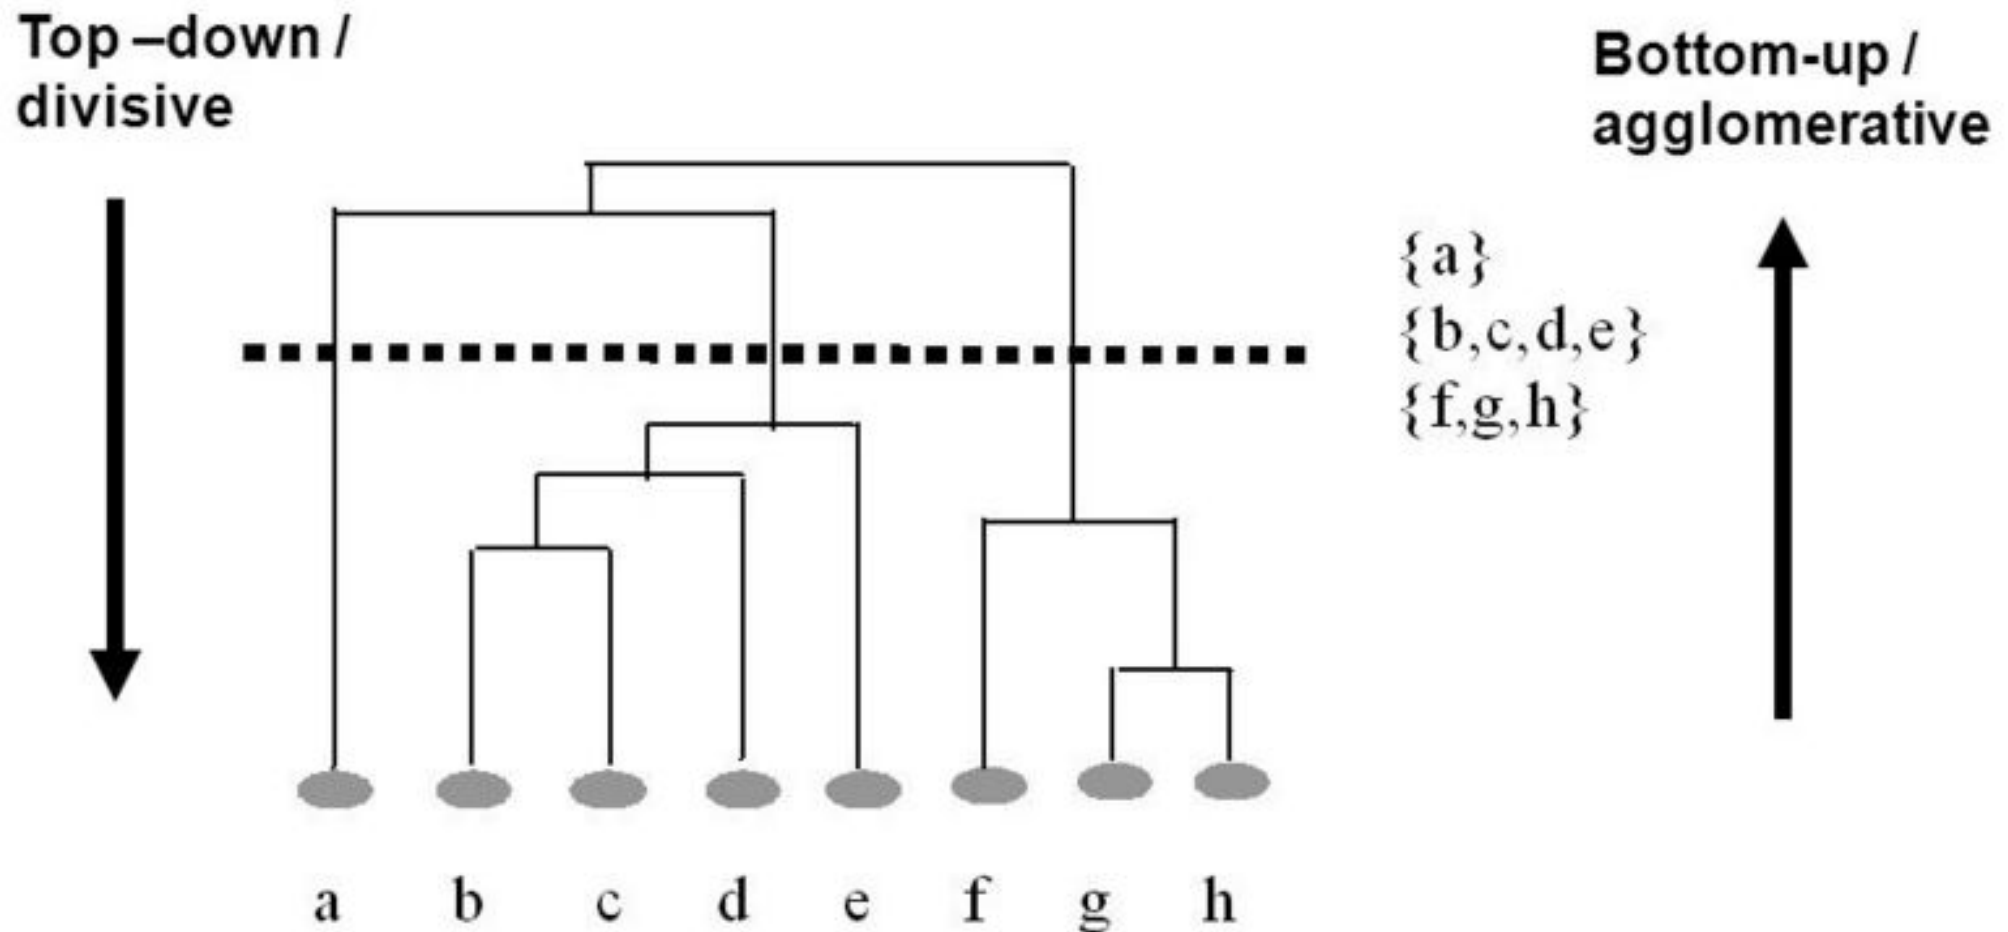 Top –down /
divisive
Bottom-up /
agglomerative
{a}
{b,c,d,e}
{f,g,h}
a b c d e f g h